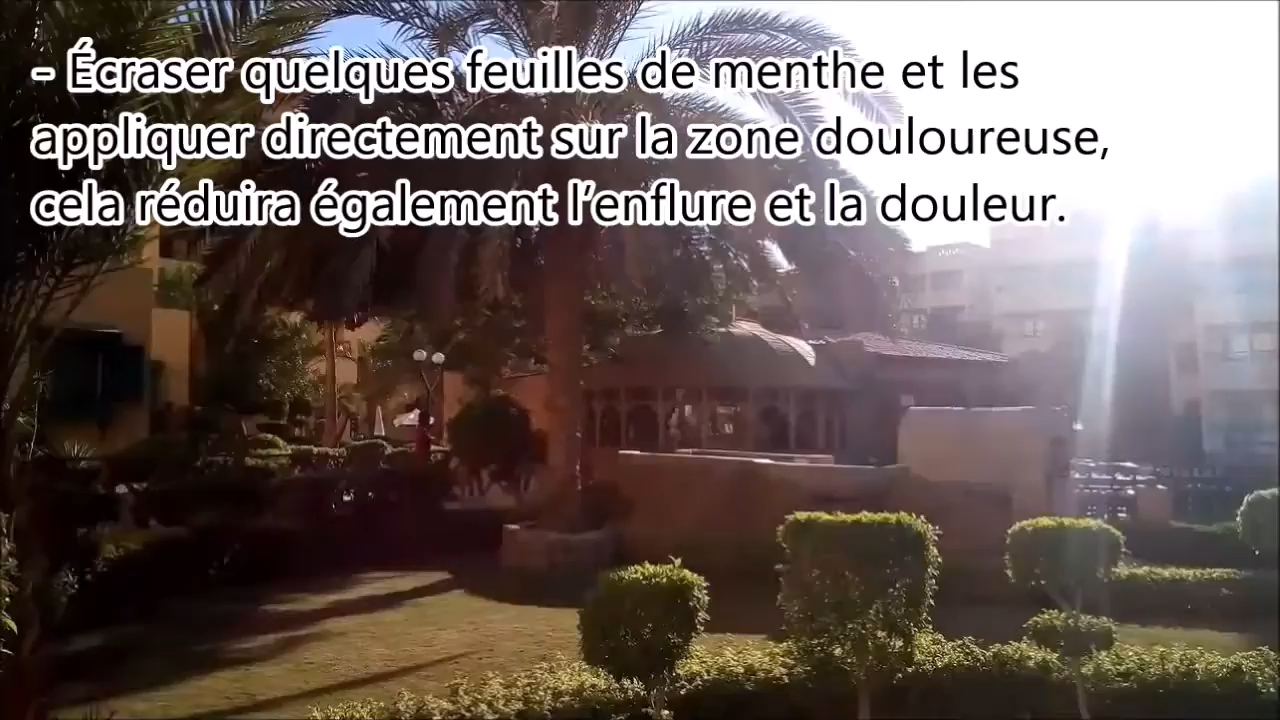 - Écraser quelques feuilles de menthe et les
appliquer directement sur la zone douloureuse,
cela réduira également l’enflure et la douleur.